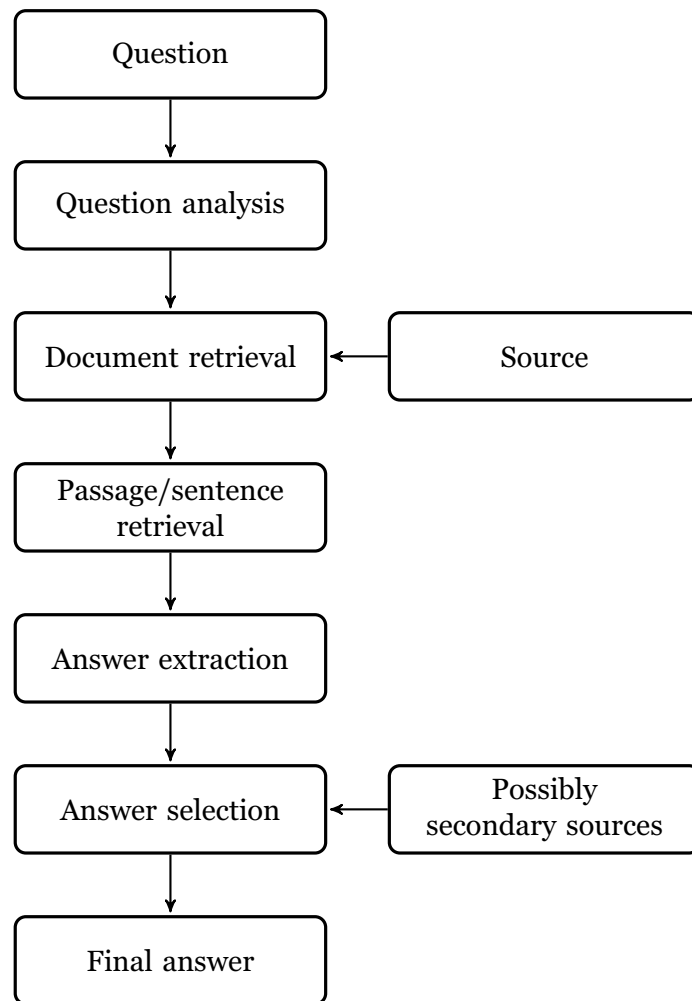 Question
Question analysis
Document retrieval
Source
Passage/sentence
retrieval
Answer extraction
Answer selection
Possibly
secondary sources
Final answer